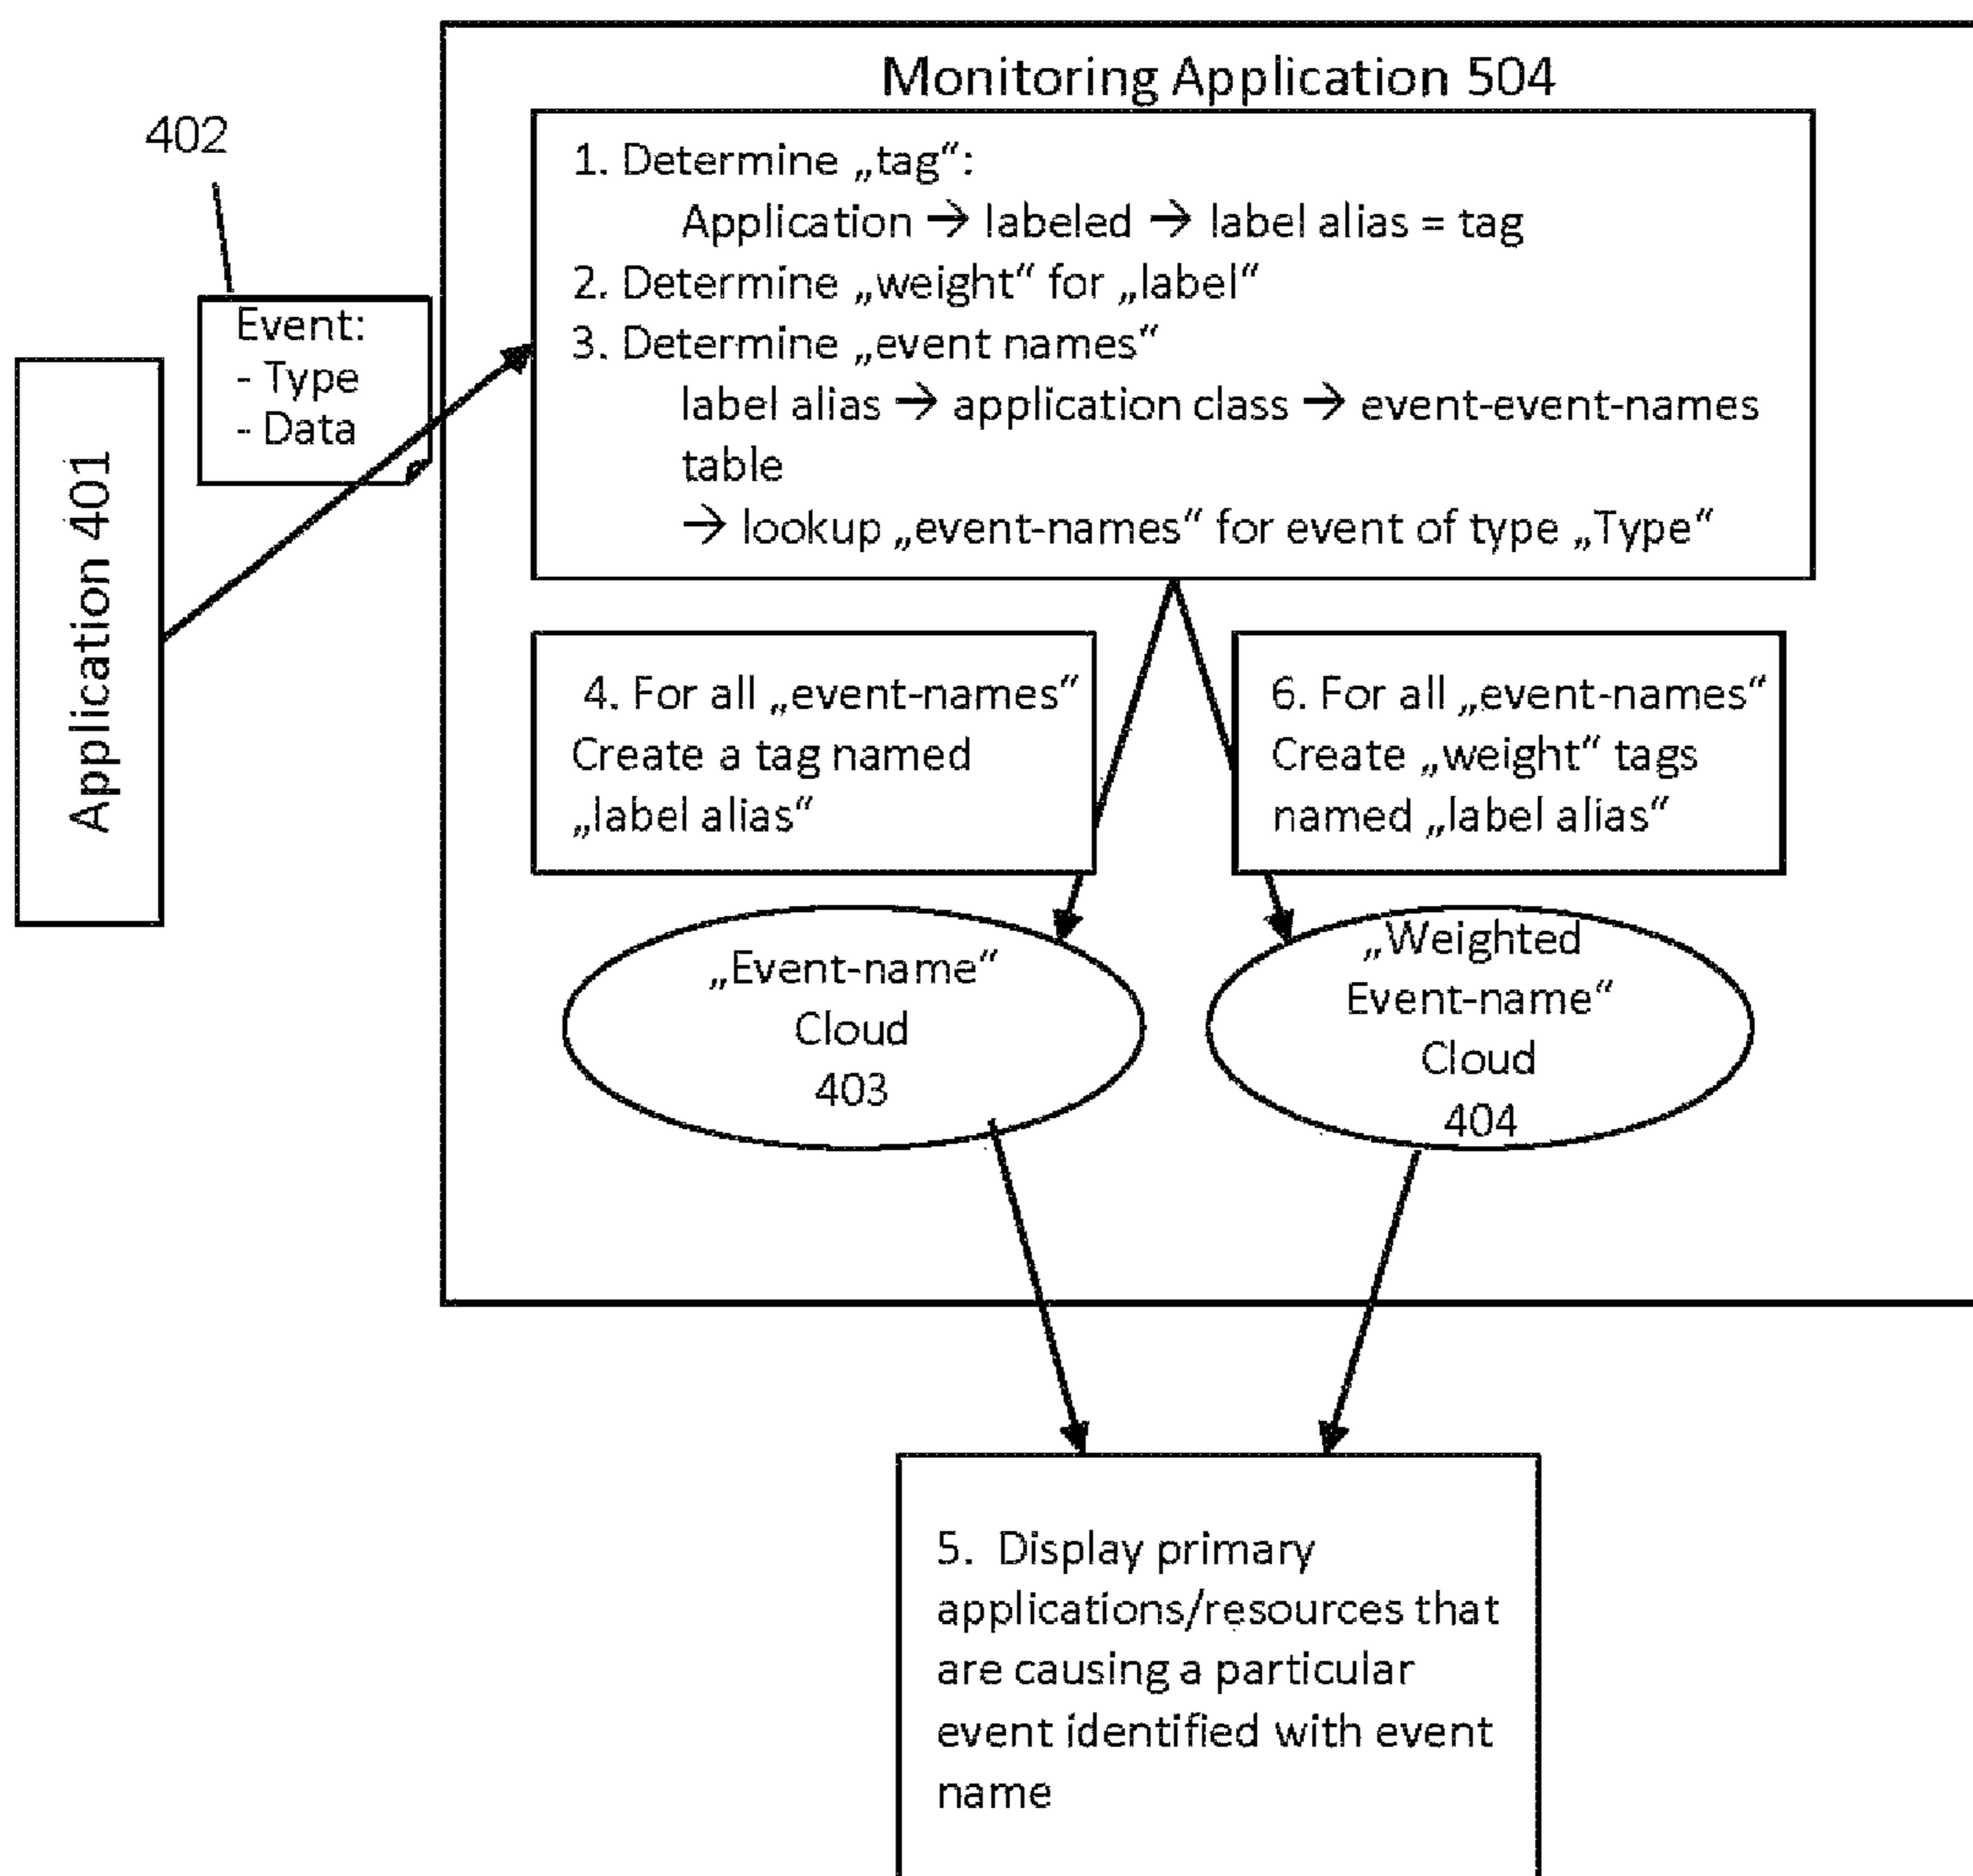 Monitoring Application 504
402
1. Determine „tag“:
Application → labeled → label alias = tag
2. Determine „weight“ for „label“
3. Determine „event names“
label alias → application class → event-event-names
table
→ lookup „event-names“ for event of type „Type“
Event:
- Type
- Data
Application 401
4. For all „event-names“
Create a tag named
„label alias“
6. For all „event-names“
Create „weight“ tags
named „label alias“
„Event-name“
Cloud
403
„Weighted
Event-name“
Cloud
404
5. Display primary
applications/resources that
are causing a particular
event identified with event
name